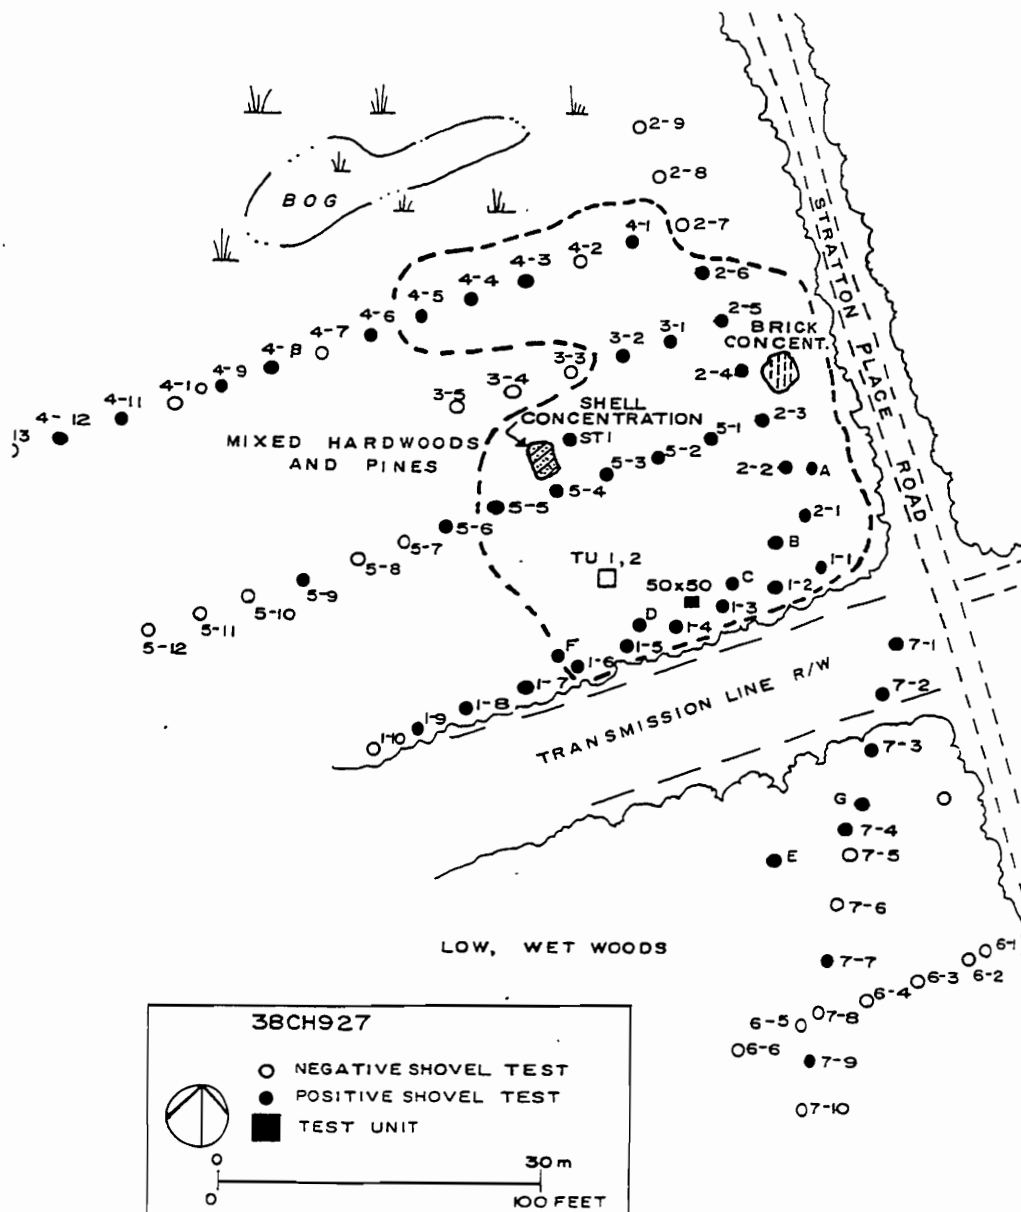 2-9
2-8
BOG
2-7
4-1
4-2
4-3
2-6
4-4
4-5
2-5
4-6
3-1
BRICK
CONCENT.
3-2
4-7
3-3
4-8
2-4
4-9
3-4
4-1
3-5
SHELL
CONCENTRATION
2-3
4-11
4-12
13
ST 1
5-1
MIXED HARDWOODS
AND PINES
5-2
5-3
2-2
A
5-4
5-5
2-1
5-6
B
5-7
5-8
TU 1, 2
50x50
C
1-1
1-2
5-9
1-3
5-10
D
1-4
5-11
5-12
1-5
F
1-6
7-1
1-7
7-2
1-8
1-9
1-10
STRATTON PLACE ROAD
TRANSMISSION LINE R/W
7-3
G
7-4
7-5
E
7-6
LOW, WET WOODS
6-1
7-7
6-2
6-3
6-4
7-8
6-5
6-6
7-9
7-10
38CH927
NEGATIVE SHOVEL TEST
POSITIVE SHOVEL TEST
TEST UNIT
0
30m
0
100 FEET